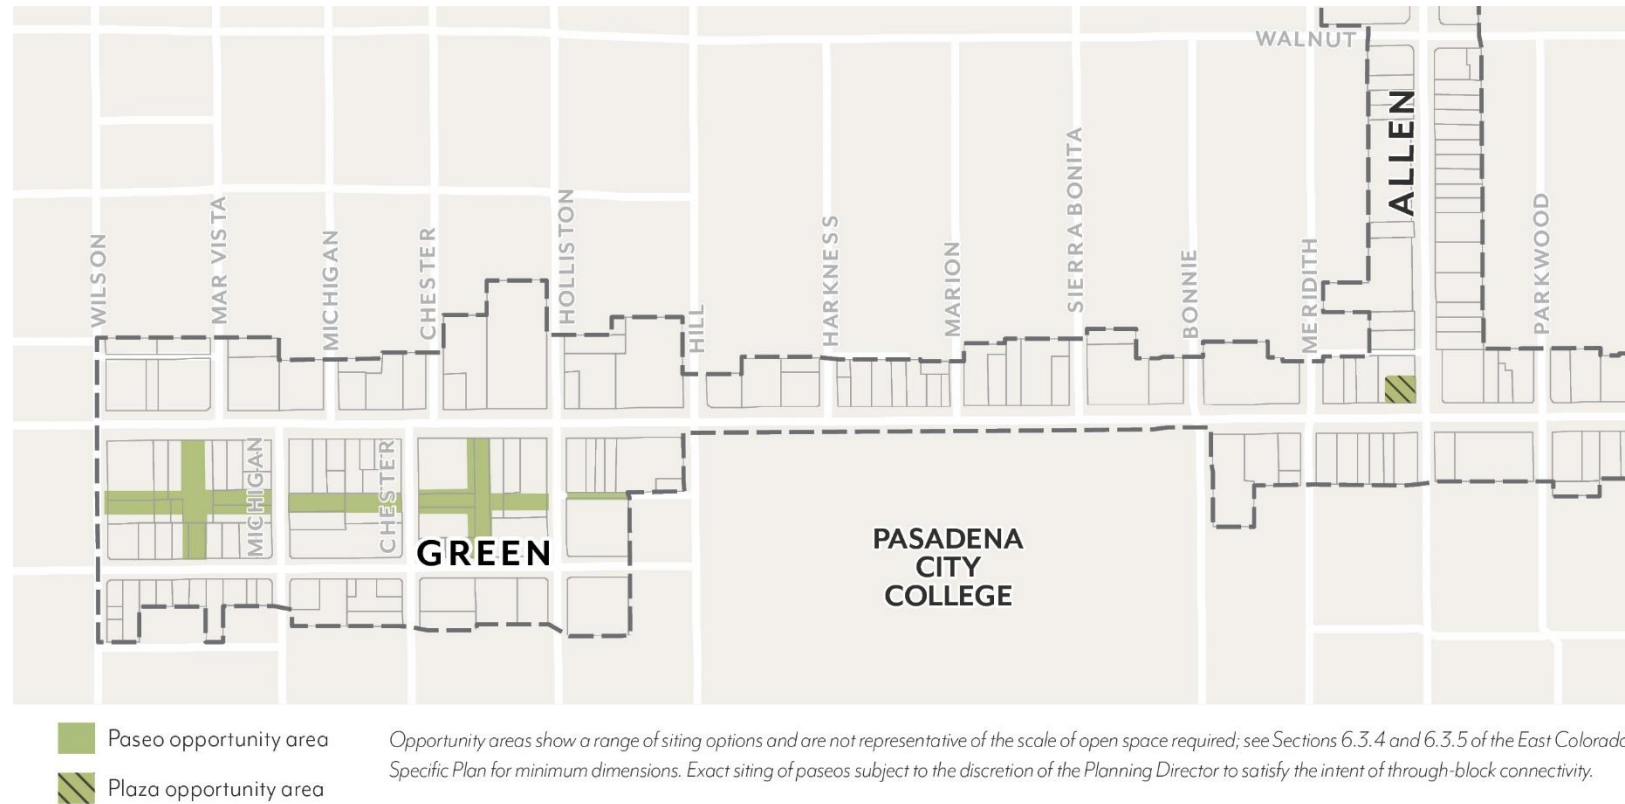 WALNUT
ALLEN
WILSON
MAR VISTA
MICHIGAN
CHESTER
HOLLISTON
HILL
HARKNESS
MARION
SIERRA BONITA
BONNIE
MERIDITH
PARKWOOD
MICHIGAN
CHESTER
GREEN
PASADENA
CITY
COLLEGE
Paseo opportunity area
Plaza opportunity area
Opportunity areas show a range of siting options and are not representative of the scale of open space required; see Sections 6.3.4 and 6.3.5 of the East Colorado
Specific Plan for minimum dimensions. Exact siting of paseos subject to the discretion of the Planning Director to satisfy the intent of through-block connectivity.